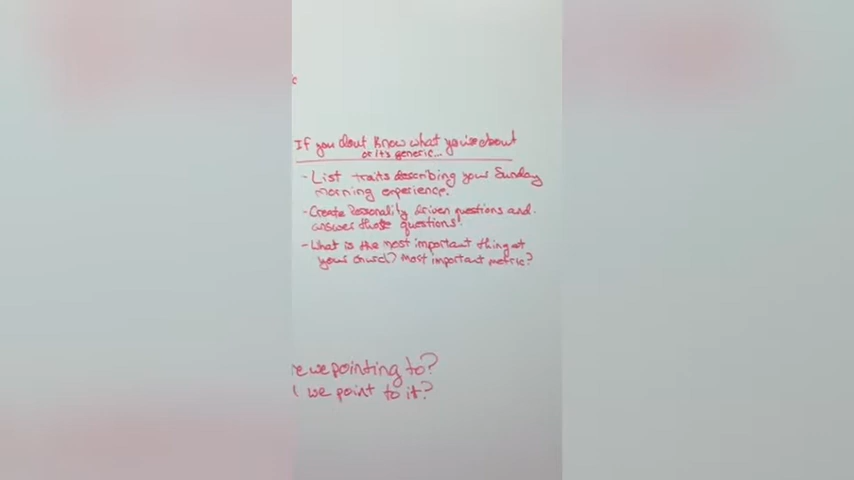 If you dont know what you're about
or its generic...
- List traits describing your Sunday
morning experience.
- Create Personality driven questions and
answer those questions.
- What is the most important thing at
your church? Most important metric?
we pointing to?
we point to it?